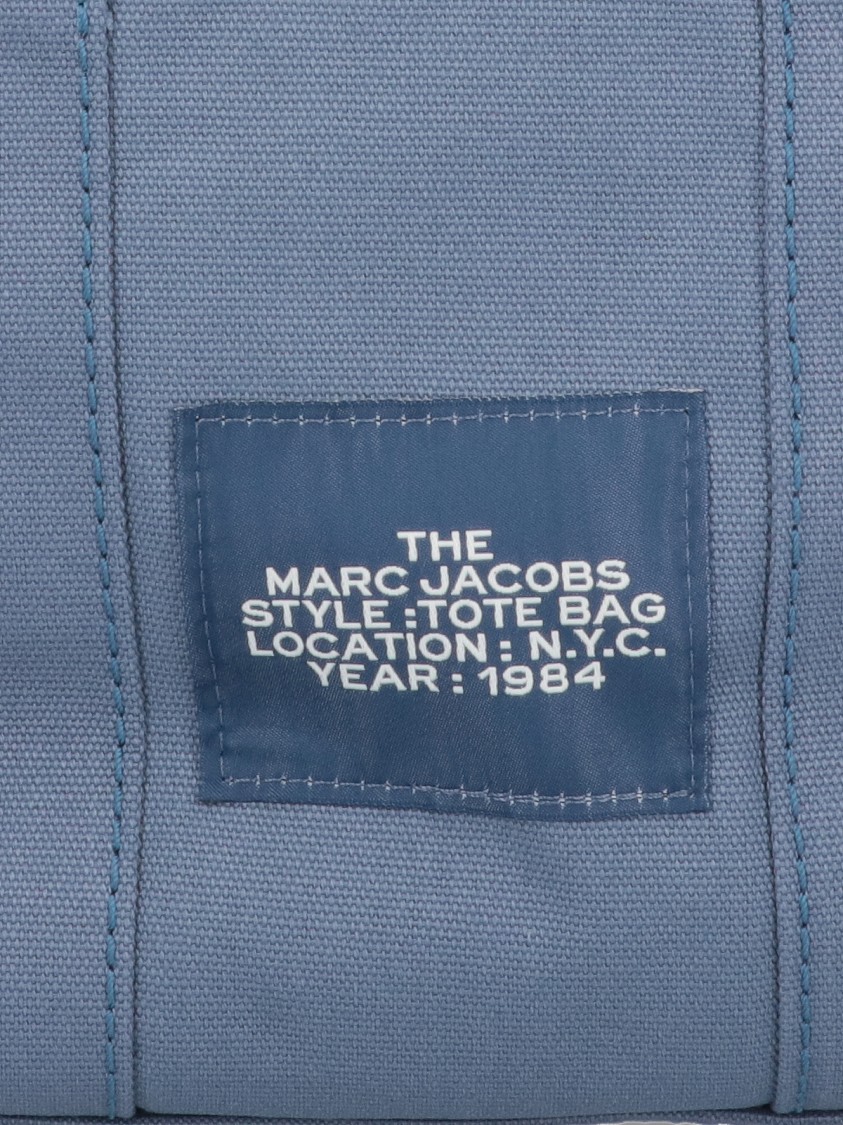 THE
MARC JACOBS
STYLE :TOTE BAG
LOCATION : N.Y.C.
YEAR : 1984